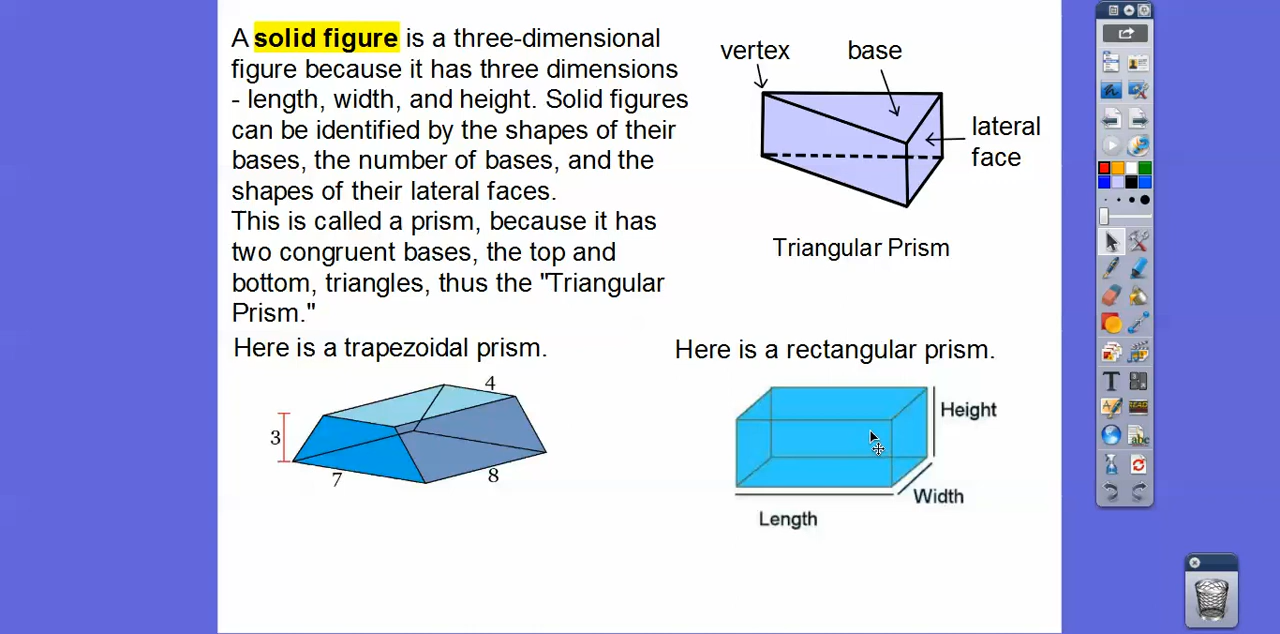 A solid figure is a three-dimensional
figure because it has three dimensions
- length, width, and height. Solid figures
can be identified by the shapes of their
bases, the number of bases, and the
shapes of their lateral faces.
This is called a prism, because it has
two congruent bases, the top and
bottom, triangles, thus the "Triangular
Prism."
vertex
base
lateral
face
Triangular Prism
Here is a trapezoidal prism.
4
3
7
8
Here is a rectangular prism.
Height
Width
Length
T
abc